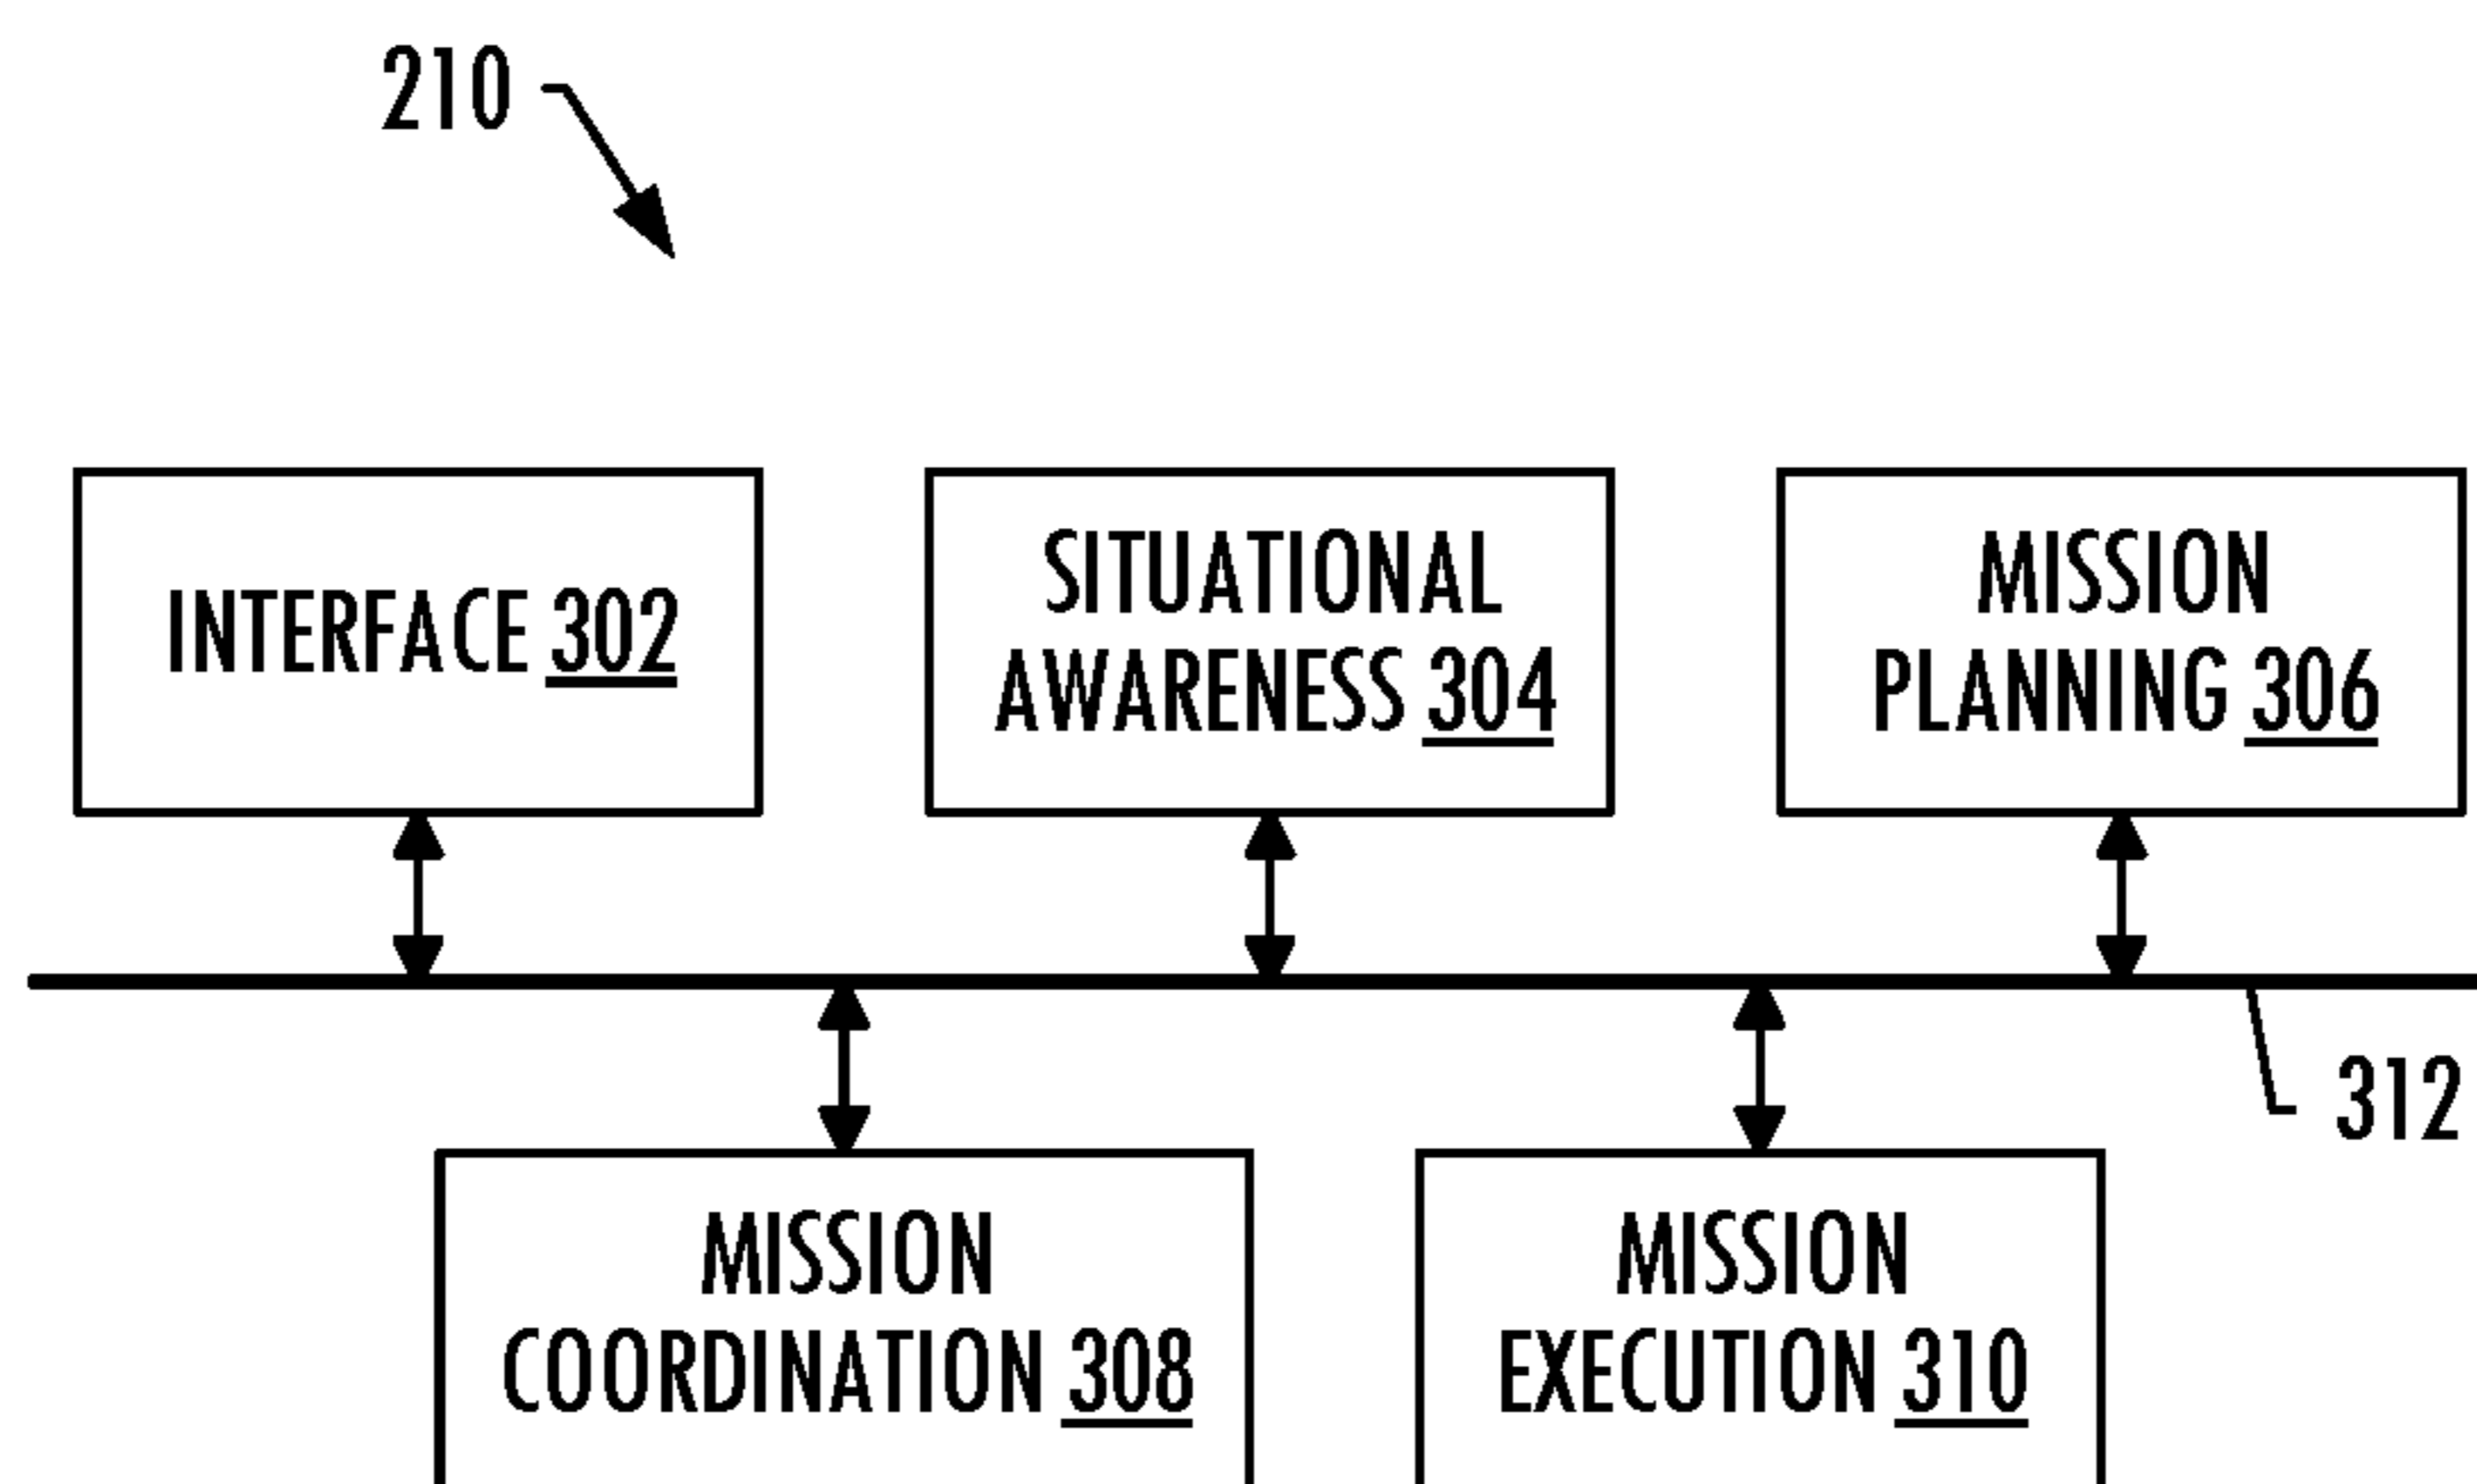 210
INTERFACE 302
SITUATIONAL
AWARENESS 304
MISSION
PLANNING 306
312
MISSION
COORDINATION 308
MISSION
EXECUTION 310